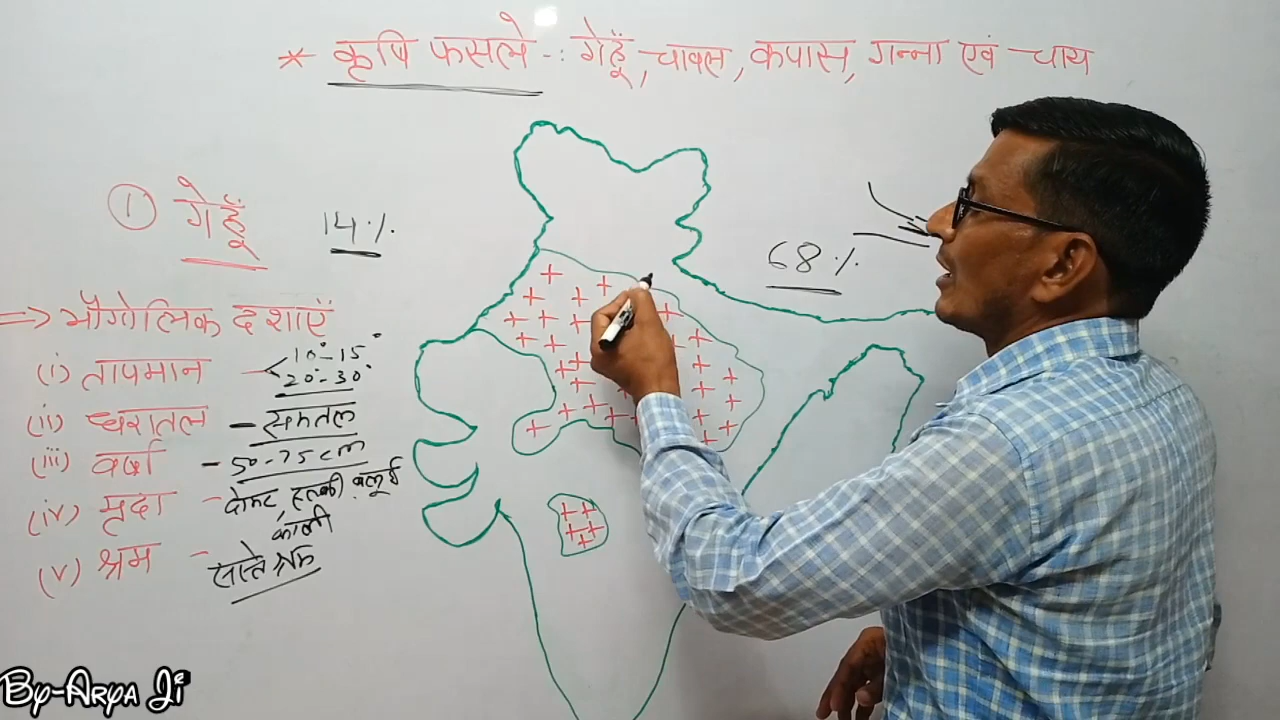 * कृषि फसले -: गेहूँ, चावल, कपास, गन्ना एवं चाय
① गेहूँ 14%
68%
=> भौगोलिक दशाएँ
(i) तापमान - 10°-15°
20°-30°
(ii) धरातल - समतल
(iii) वर्षा - 50-75 cm
(iv) मृदा - दोमट, हल्की बलूई
काली
(v) श्रम - सस्ते श्रम
By-Arya Ji